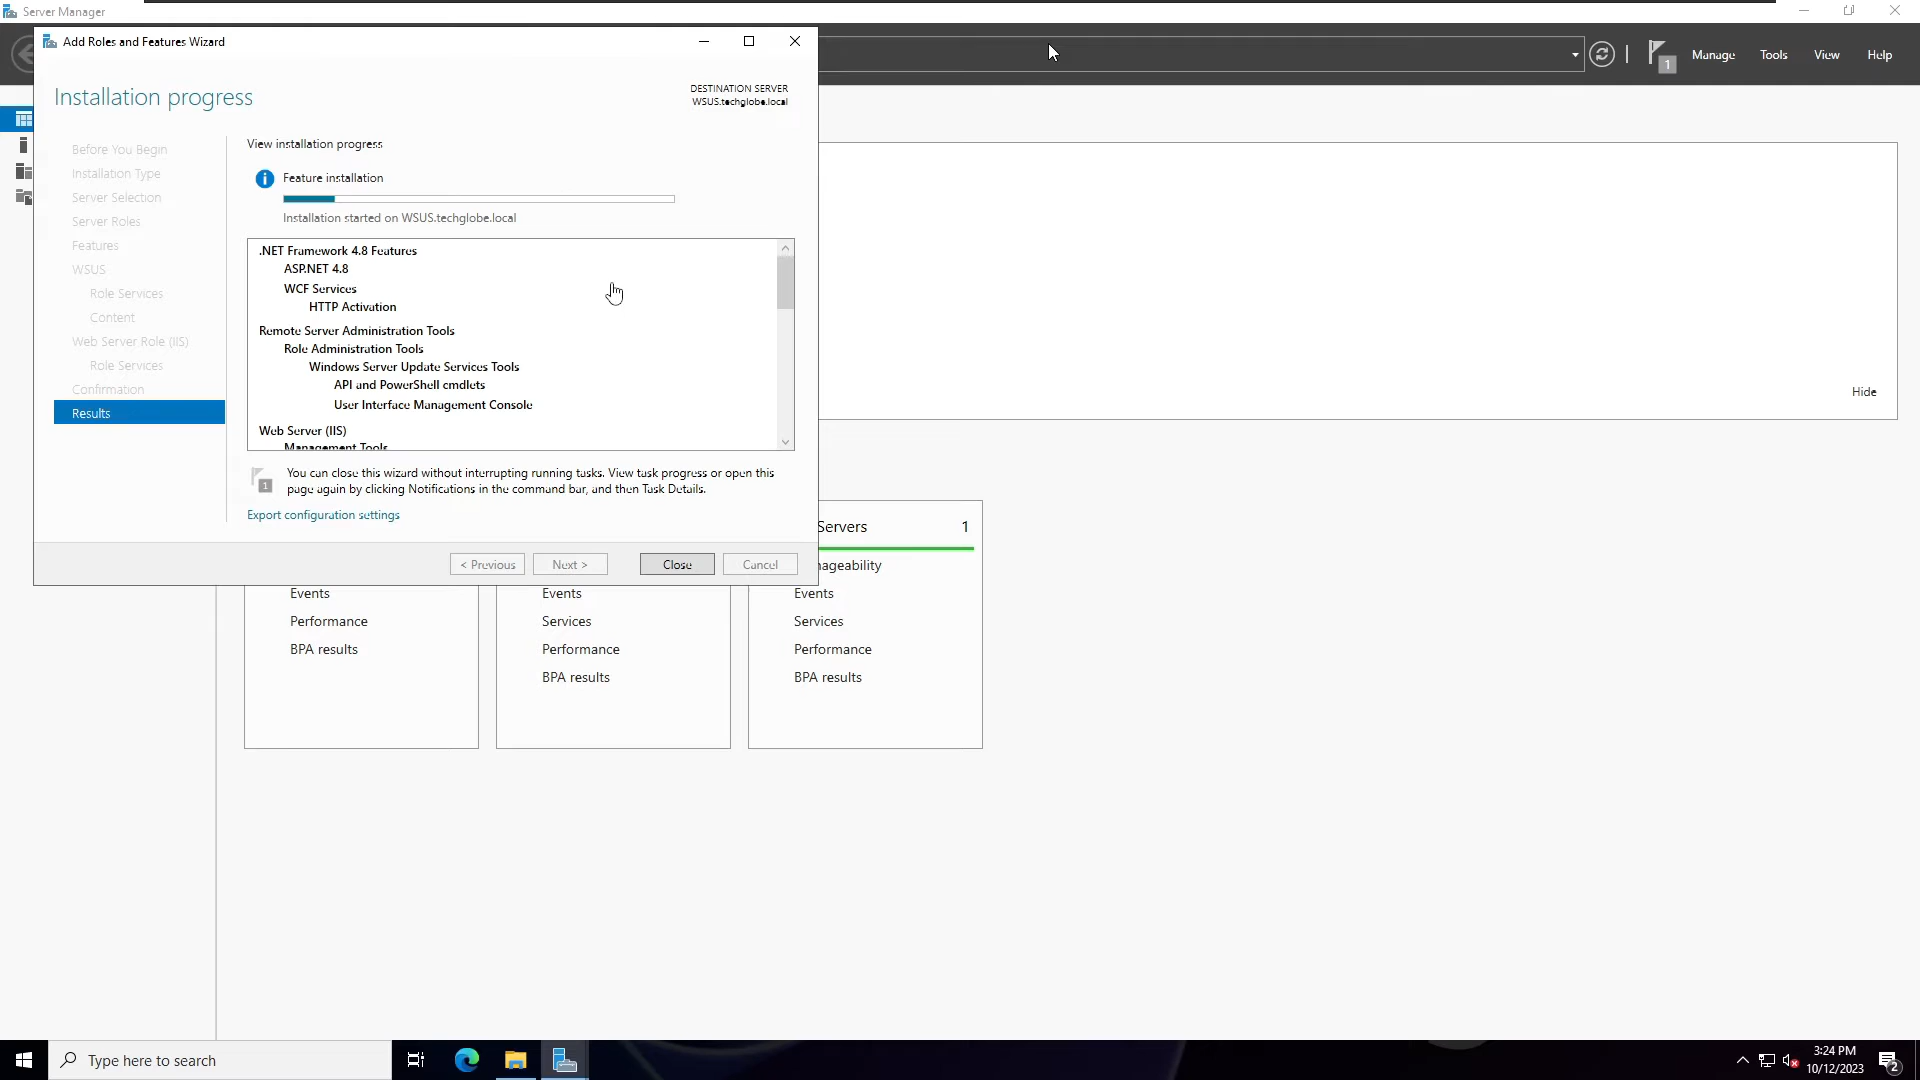 Server Manager
Add Roles and Features Wizard
1
Manage
Tools
View
Help
Installation progress
DESTINATION SERVER
WSUS.techglobe.local
Before You Begin
Installation Type
Server Selection
Server Roles
Features
WSUS
Role Services
Content
Web Server Role (IIS)
Role Services
Confirmation
Results
View installation progress
Feature installation
Installation started on WSUS.techglobe.local
.NET Framework 4.8 Features
ASP.NET 4.8
WCF Services
HTTP Activation
Remote Server Administration Tools
Role Administration Tools
Windows Server Update Services Tools
API and PowerShell cmdlets
User Interface Management Console
Web Server (IIS)
Management Tools
1
You can close this wizard without interrupting running tasks. View task progress or open this
page again by clicking Notifications in the command bar, and then Task Details.
Export configuration settings
< Previous
Next >
Close
Cancel
Hide
Servers 1
nageability
Events
Performance
BPA results
Events
Services
Performance
BPA results
Events
Services
Performance
BPA results
Type here to search
3:24 PM
10/12/2023
2